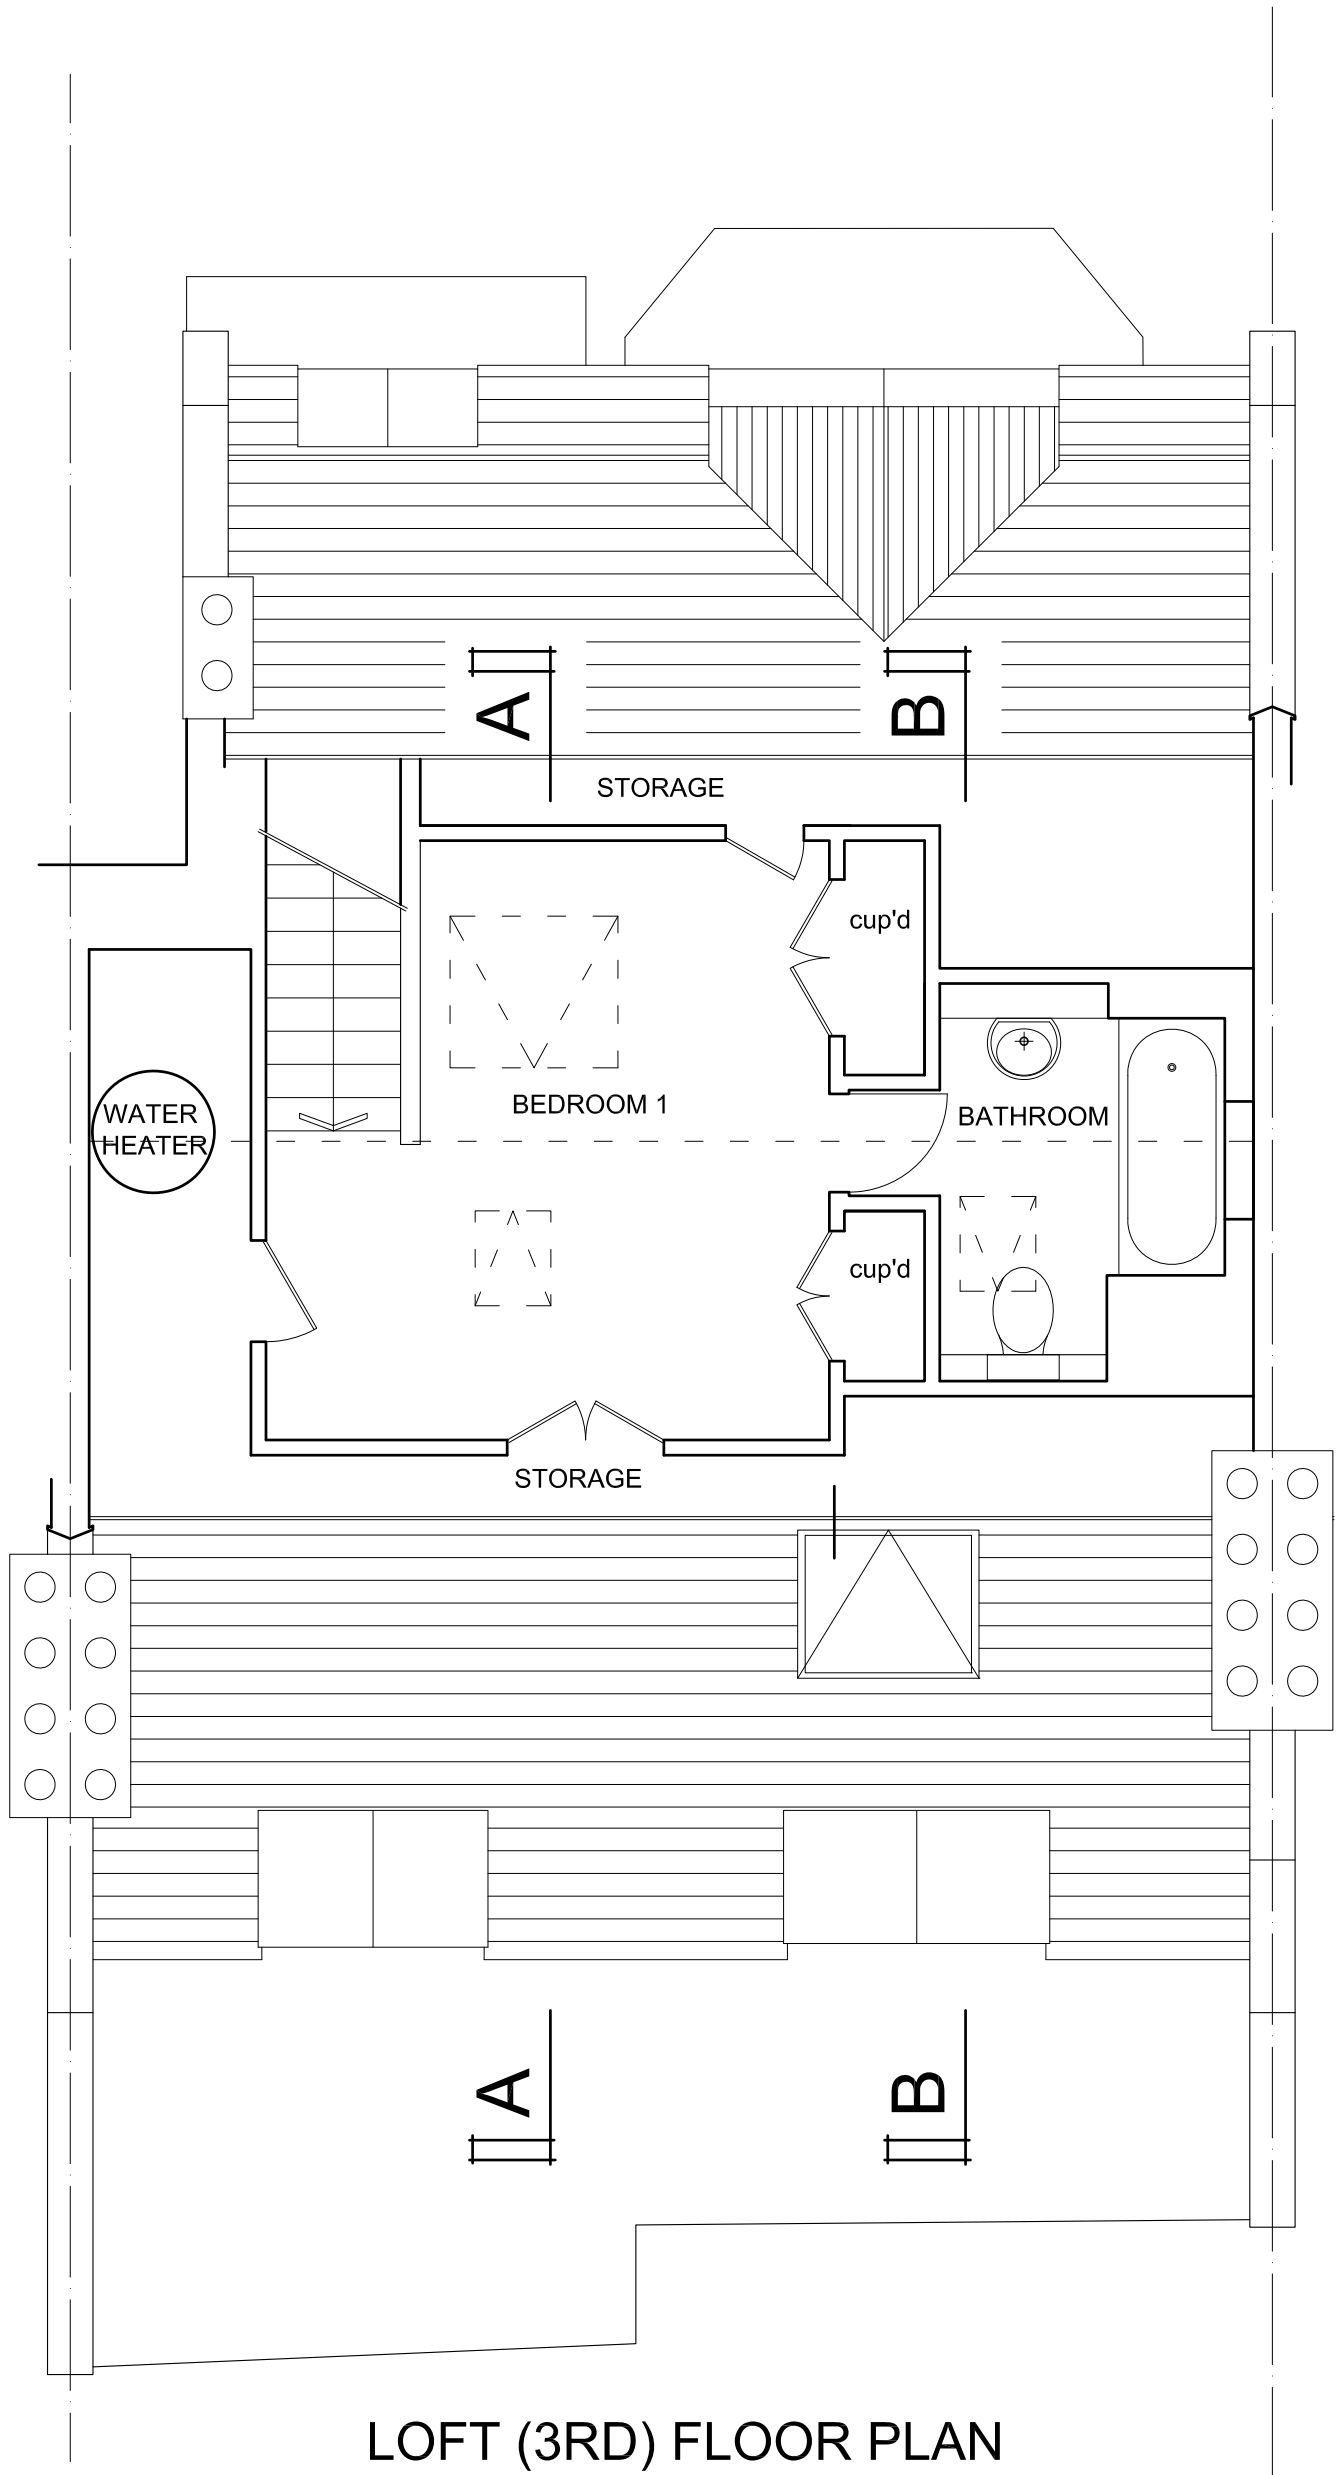 A
B
STORAGE
cup'd
WATER
HEATER
BEDROOM 1
BATHROOM
cup'd
STORAGE
A
B
LOFT (3RD) FLOOR PLAN